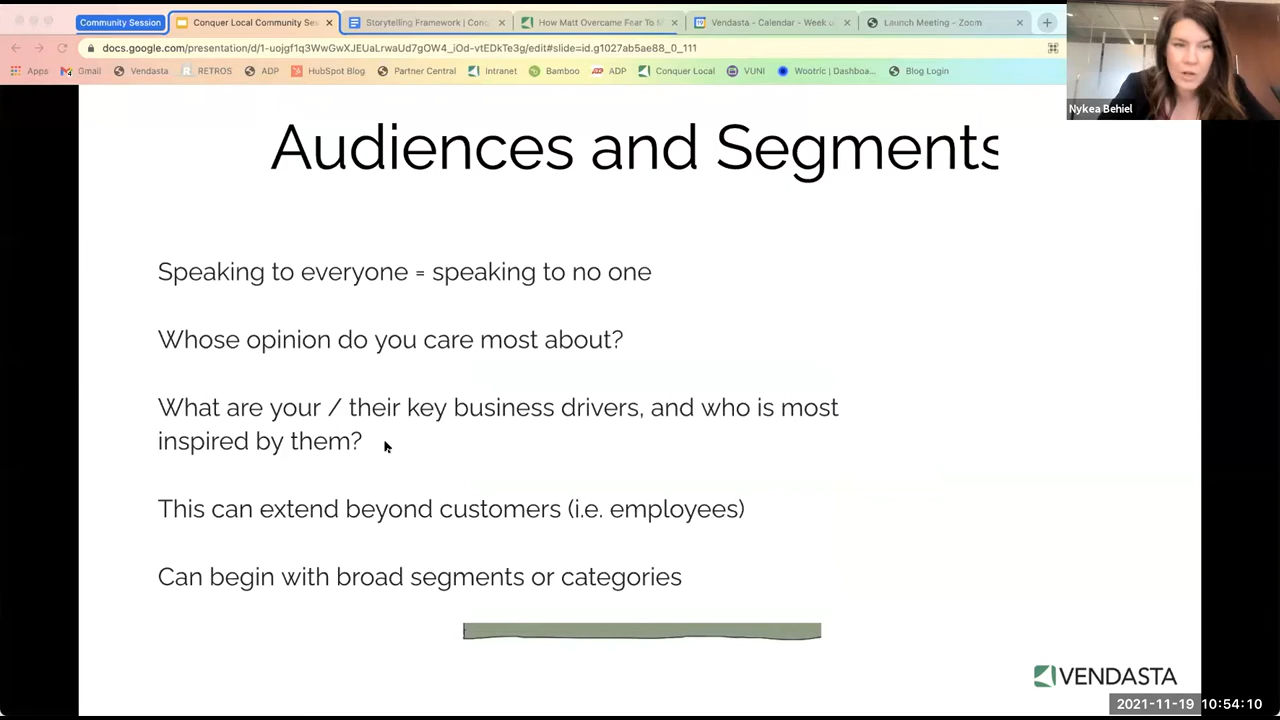 Community Session
Conquer Local Community Ses
Storytelling Framework | Conq
How Matt Overcame Fear To M
Vendasta - Calendar - Week o
Launch Meeting - Zoom
docs.google.com/presentation/d/1-uojgf1q3WwGwXJEUaLrwaUd7gOW4_iOd-vtEDkTe3g/edit#slide=id.g1027ab5ae88_0_111
Apps
Gmail
Vendasta
RETROS
ADP
HubSpot Blog
Partner Central
Intranet
Bamboo
ADP
Conquer Local
VUNI
Wootric | Dashboa...
Blog Login
Nykea Behiel
Audiences and Segments
Speaking to everyone = speaking to no one
Whose opinion do you care most about?
What are your / their key business drivers, and who is most
inspired by them?
This can extend beyond customers (i.e. employees)
Can begin with broad segments or categories
VENDASTA
2021-11-19 10:54:10